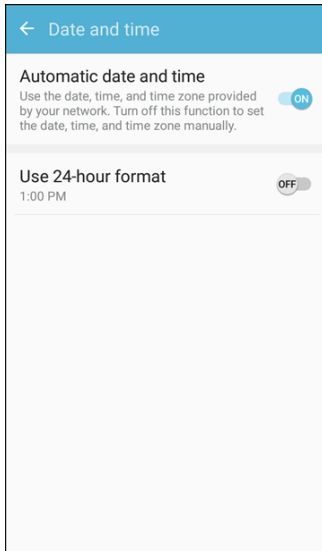 Date and time
Automatic date and time
Use the date, time, and time zone provided
by your network. Turn off this function to set
the date, time, and time zone manually.
ON
Use 24-hour format
1:00 PM
OFF